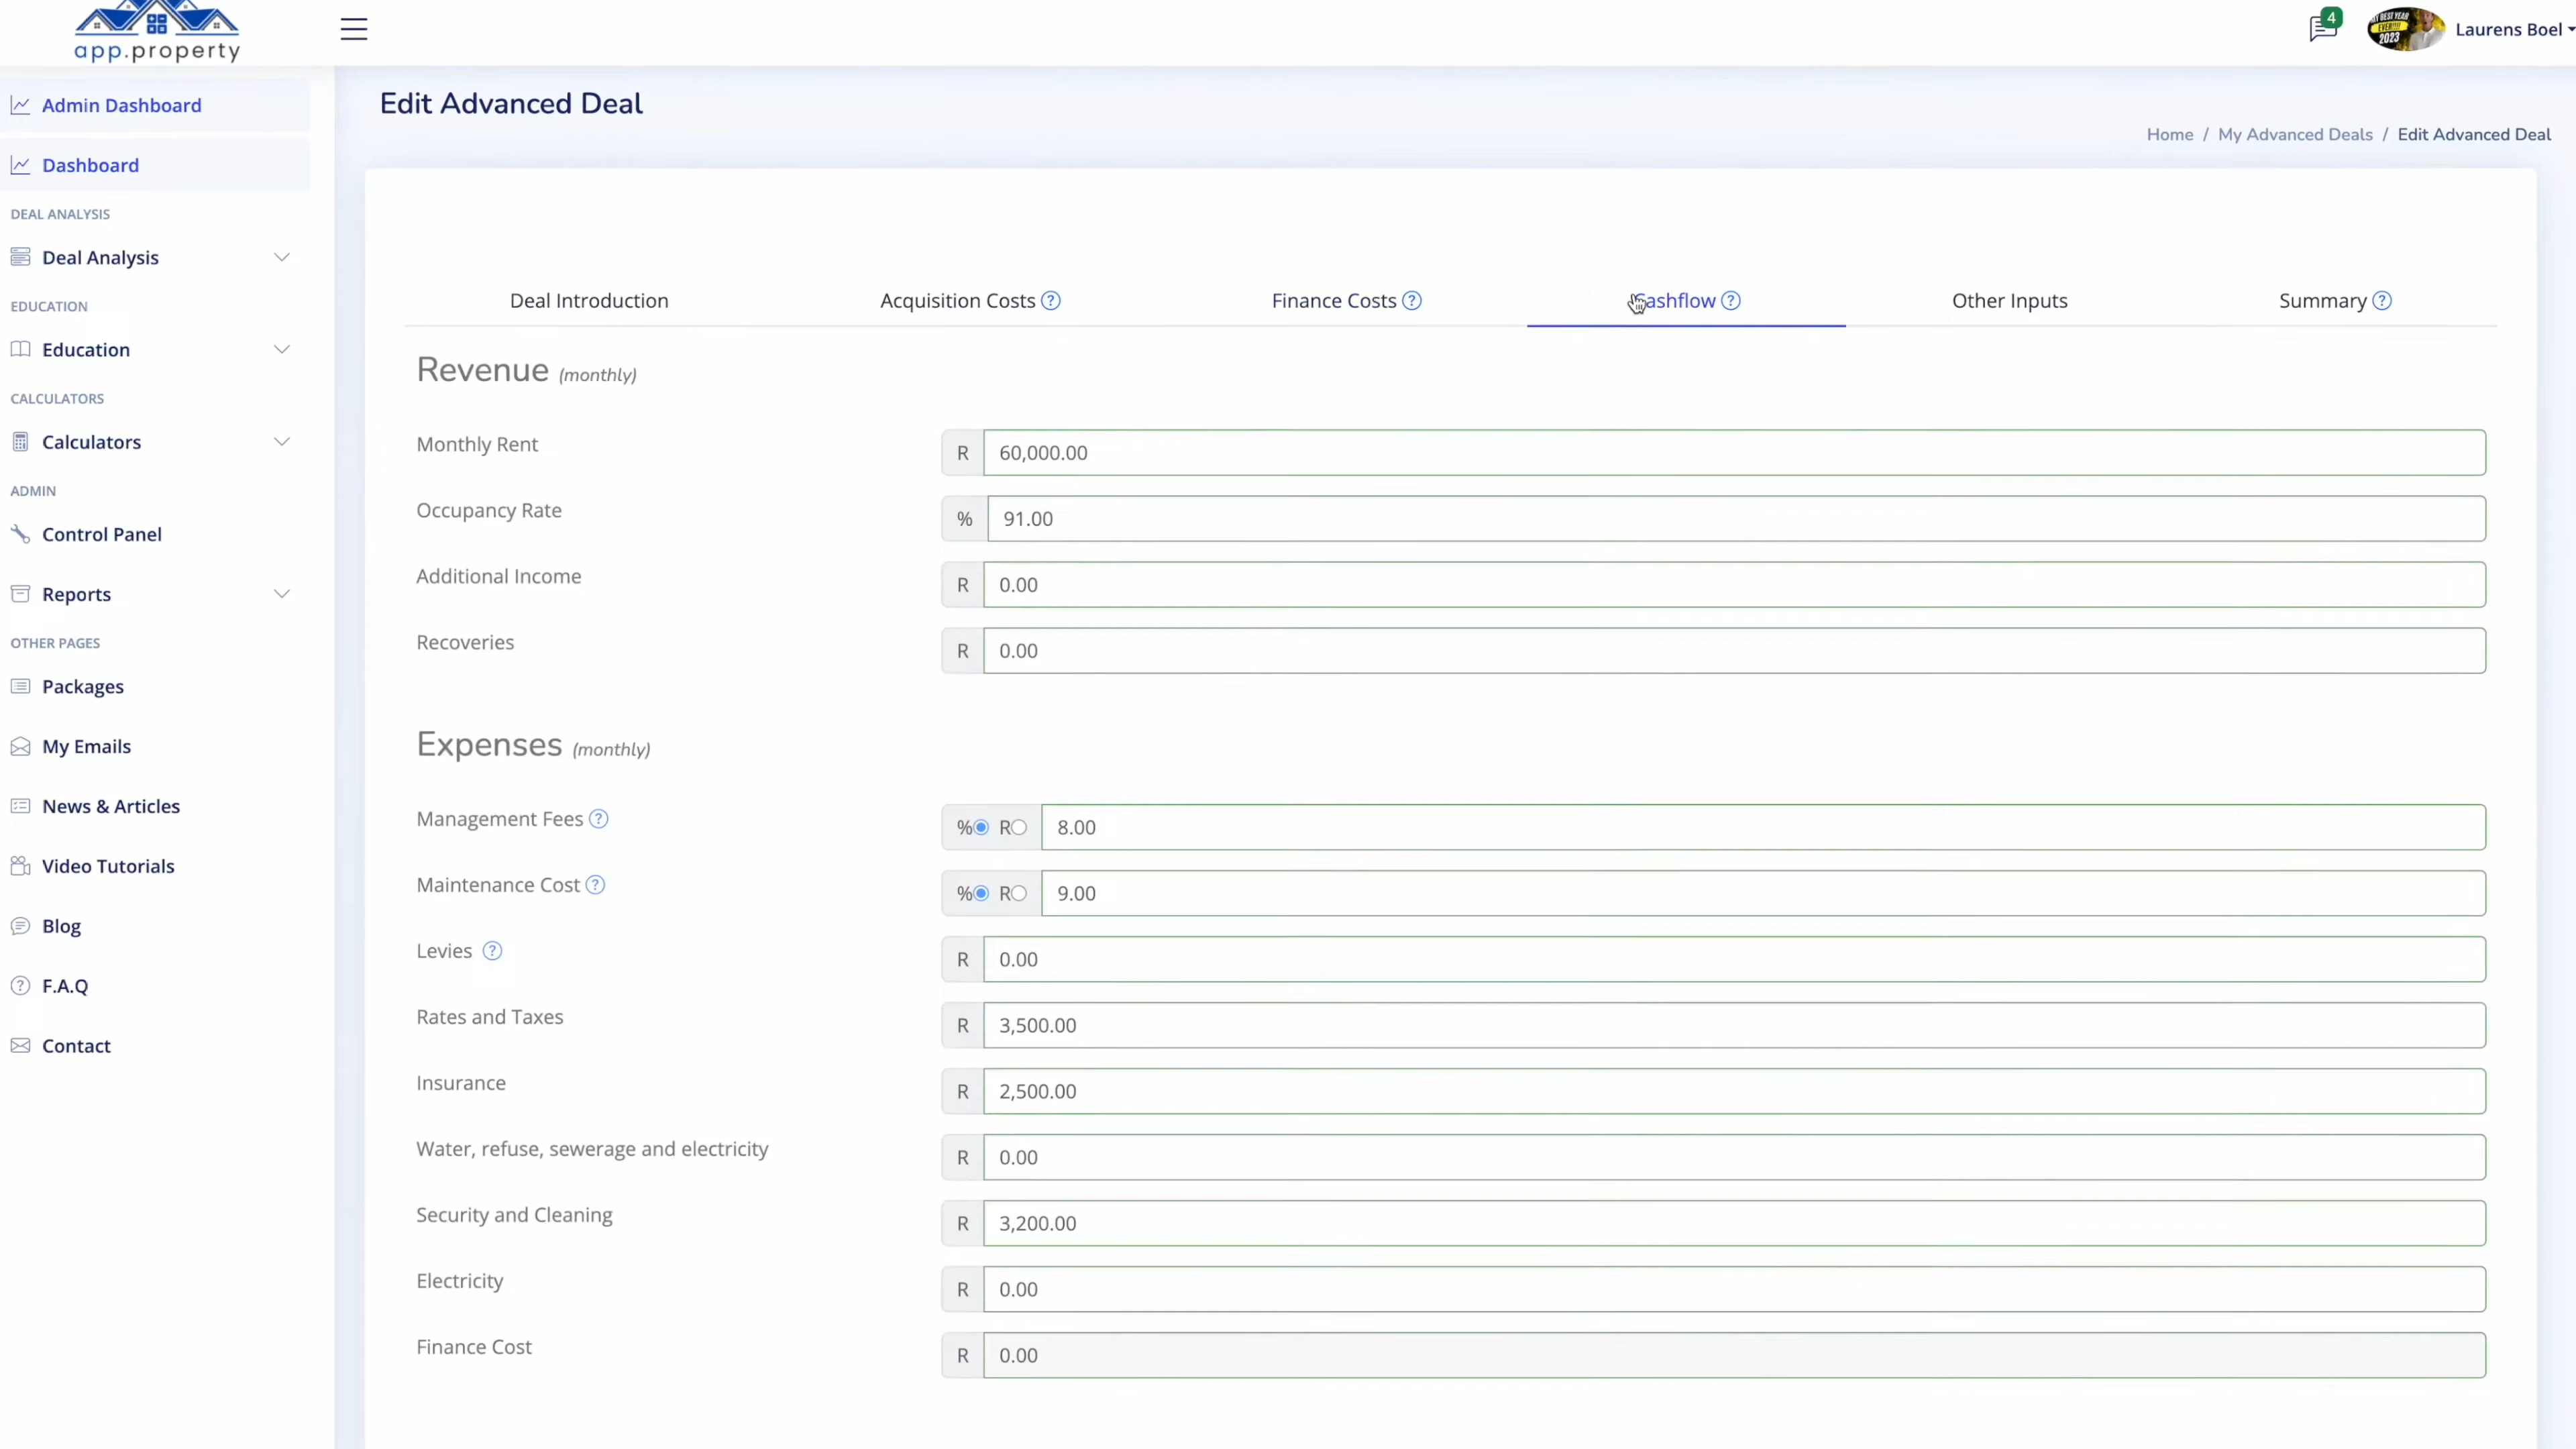 app.property
4
BEST YEAR
EVER!!!!
2023
Laurens Boel
Admin Dashboard
Dashboard
DEAL ANALYSIS
Deal Analysis
EDUCATION
Education
CALCULATORS
Calculators
ADMIN
Control Panel
Reports
OTHER PAGES
Packages
My Emails
News & Articles
Video Tutorials
Blog
F.A.Q
Contact
Edit Advanced Deal
Home / My Advanced Deals / Edit Advanced Deal
Deal Introduction
Acquisition Costs ?
Finance Costs ?
Cashflow ?
Other Inputs
Summary ?
Revenue (monthly)
Monthly Rent R 60,000.00
Occupancy Rate % 91.00
Additional Income R 0.00
Recoveries R 0.00
Expenses (monthly)
Management Fees ? % R 8.00
Maintenance Cost ? % R 9.00
Levies ? R 0.00
Rates and Taxes R 3,500.00
Insurance R 2,500.00
Water, refuse, sewerage and electricity R 0.00
Security and Cleaning R 3,200.00
Electricity R 0.00
Finance Cost R 0.00